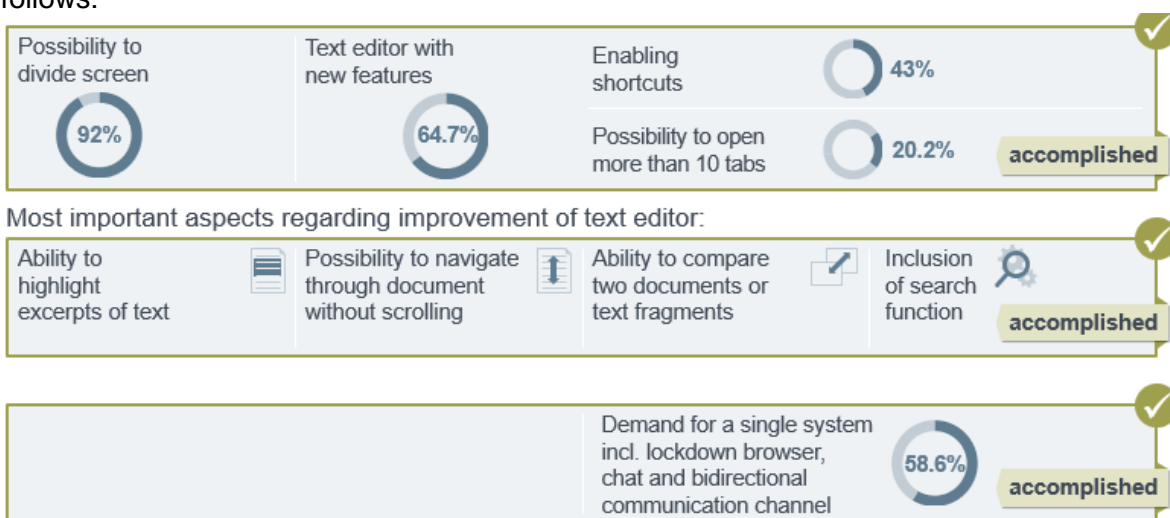 follows:
Possibility to
divide screen
92%
Text editor with
new features
64.7%
Enabling
shortcuts
43%
Possibility to open
more than 10 tabs
20.2%
accomplished
Most important aspects regarding improvement of text editor:
Ability to
highlight
excerpts of text
Possibility to navigate
through document
without scrolling
Ability to compare
two documents or
text fragments
Inclusion
of search
function
accomplished
Demand for a single system
incl. lockdown browser,
chat and bidirectional
communication channel
58.6%
accomplished